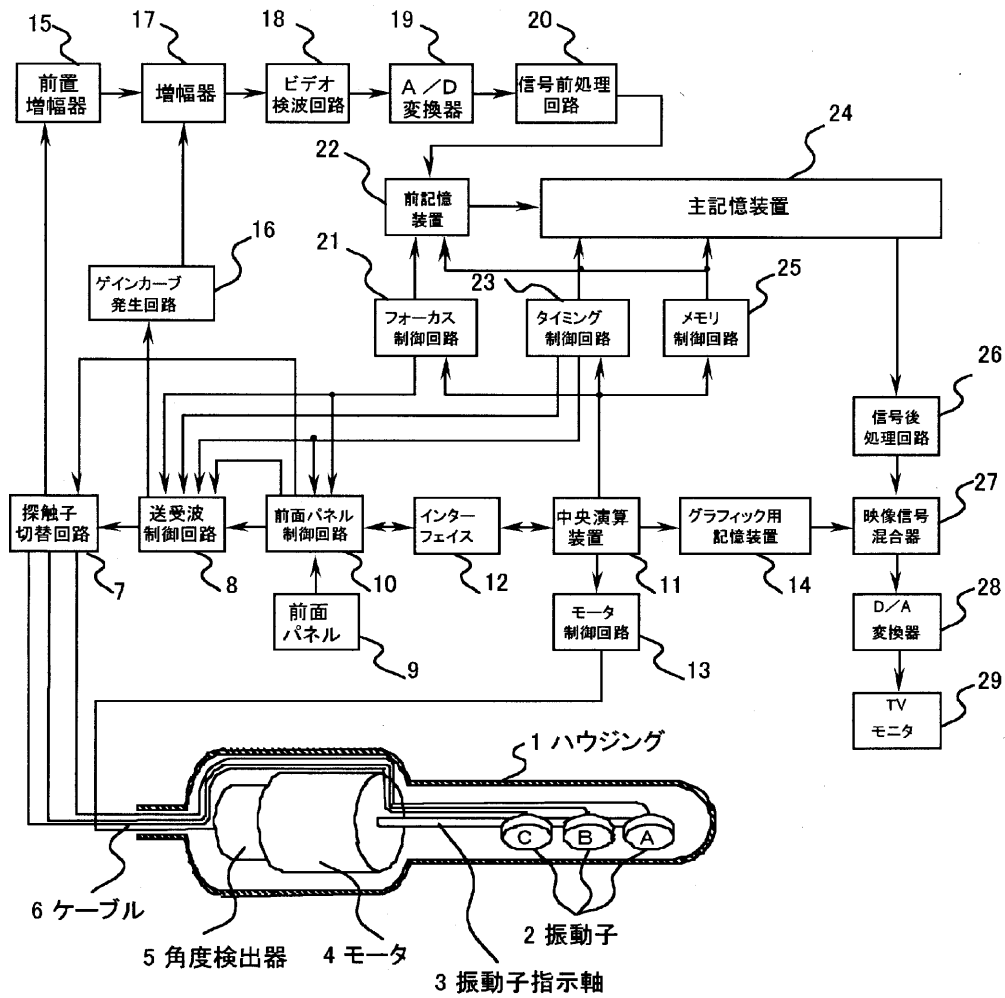 15
17
18
19
20
前置
増幅器
増幅器
ビデオ
検波回路
A/D
変換器
信号前処理
回路
24
22
前記憶
装置
主記憶装置
16
21
23
25
ゲインカーブ
発生回路
フォーカス
制御回路
タイミング
制御回路
メモリ
制御回路
26
信号後
処理回路
27
探触子
切替回路
送受波
制御回路
前面パネル
制御回路
インター
フェイス
中央演算
装置
グラフィック用
記憶装置
映像信号
混合器
7
8
10
12
11
14
28
前面
パネル
モータ
制御回路
D/A
変換器
9
13
29
TV
モニタ
1 ハウジング
C
B
A
6 ケーブル
5 角度検出器
4 モータ
2 振動子
3 振動子指示軸